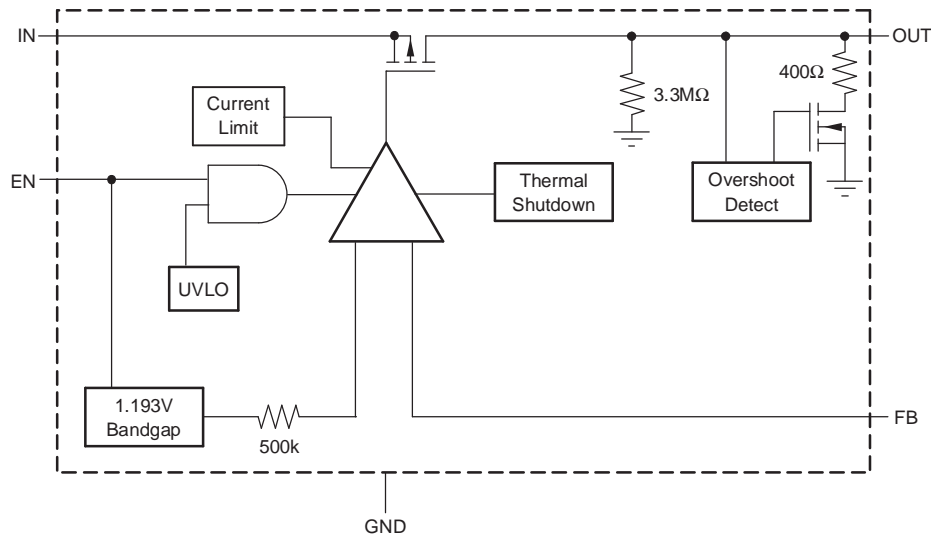 IN
OUT
400Ω
3.3MΩ
Current
Limit
EN
Thermal
Shutdown
Overshoot
Detect
UVLO
1.193V
Bandgap
500k
FB
GND